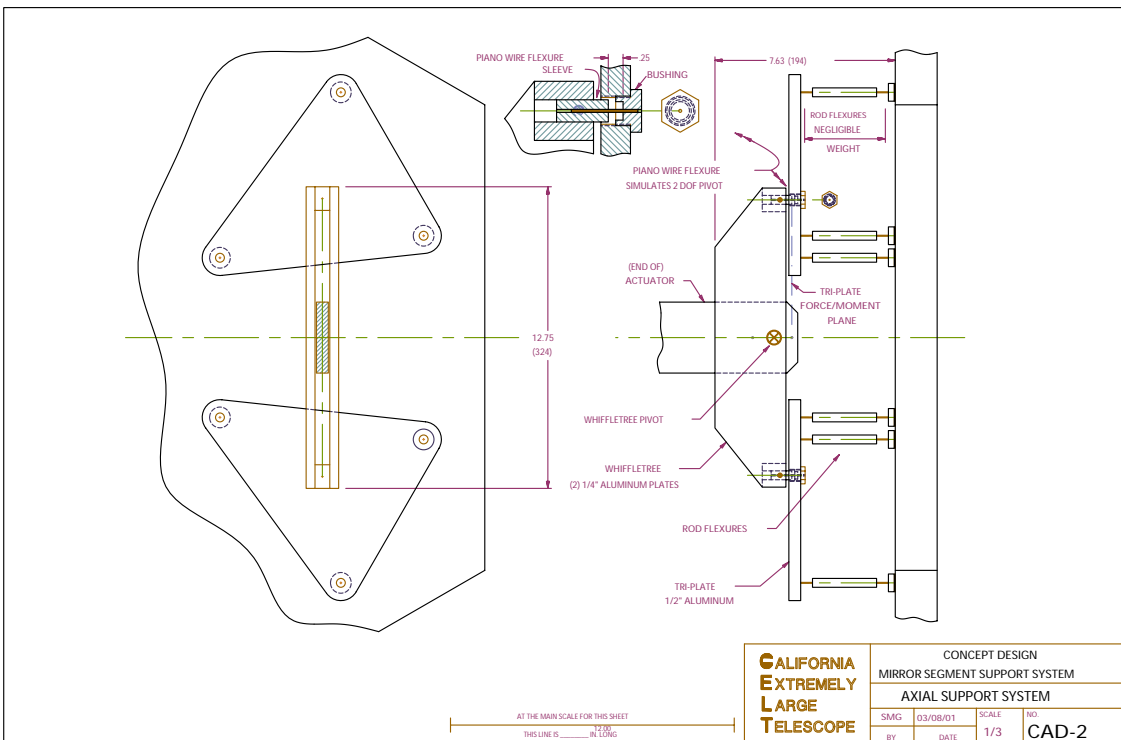 PIANO WIRE FLEXURE
SLEEVE
.25
BUSHING
7.63 (194)
ROD FLEXURES
NEGLIGIBLE
WEIGHT
PIANO WIRE FLEXURE
SIMULATES 2 DOF PIVOT
(END OF)
ACTUATOR
TRI-PLATE
FORCE/MOMENT
PLANE
12.75
(324)
WHIFFLETREE PIVOT
WHIFFLETREE
(2) 1/4" ALUMINUM PLATES
ROD FLEXURES
TRI-PLATE
1/2" ALUMINUM
AT THE MAIN SCALE FOR THIS SHEET
12.00
THIS LINE IS ______ IN. LONG
CALIFORNIA
EXTREMELY
LARGE
TELESCOPE
CONCEPT DESIGN
MIRROR SEGMENT SUPPORT SYSTEM
AXIAL SUPPORT SYSTEM
SMG 03/08/01
BY DATE
SCALE
1/3
NO.
CAD-2